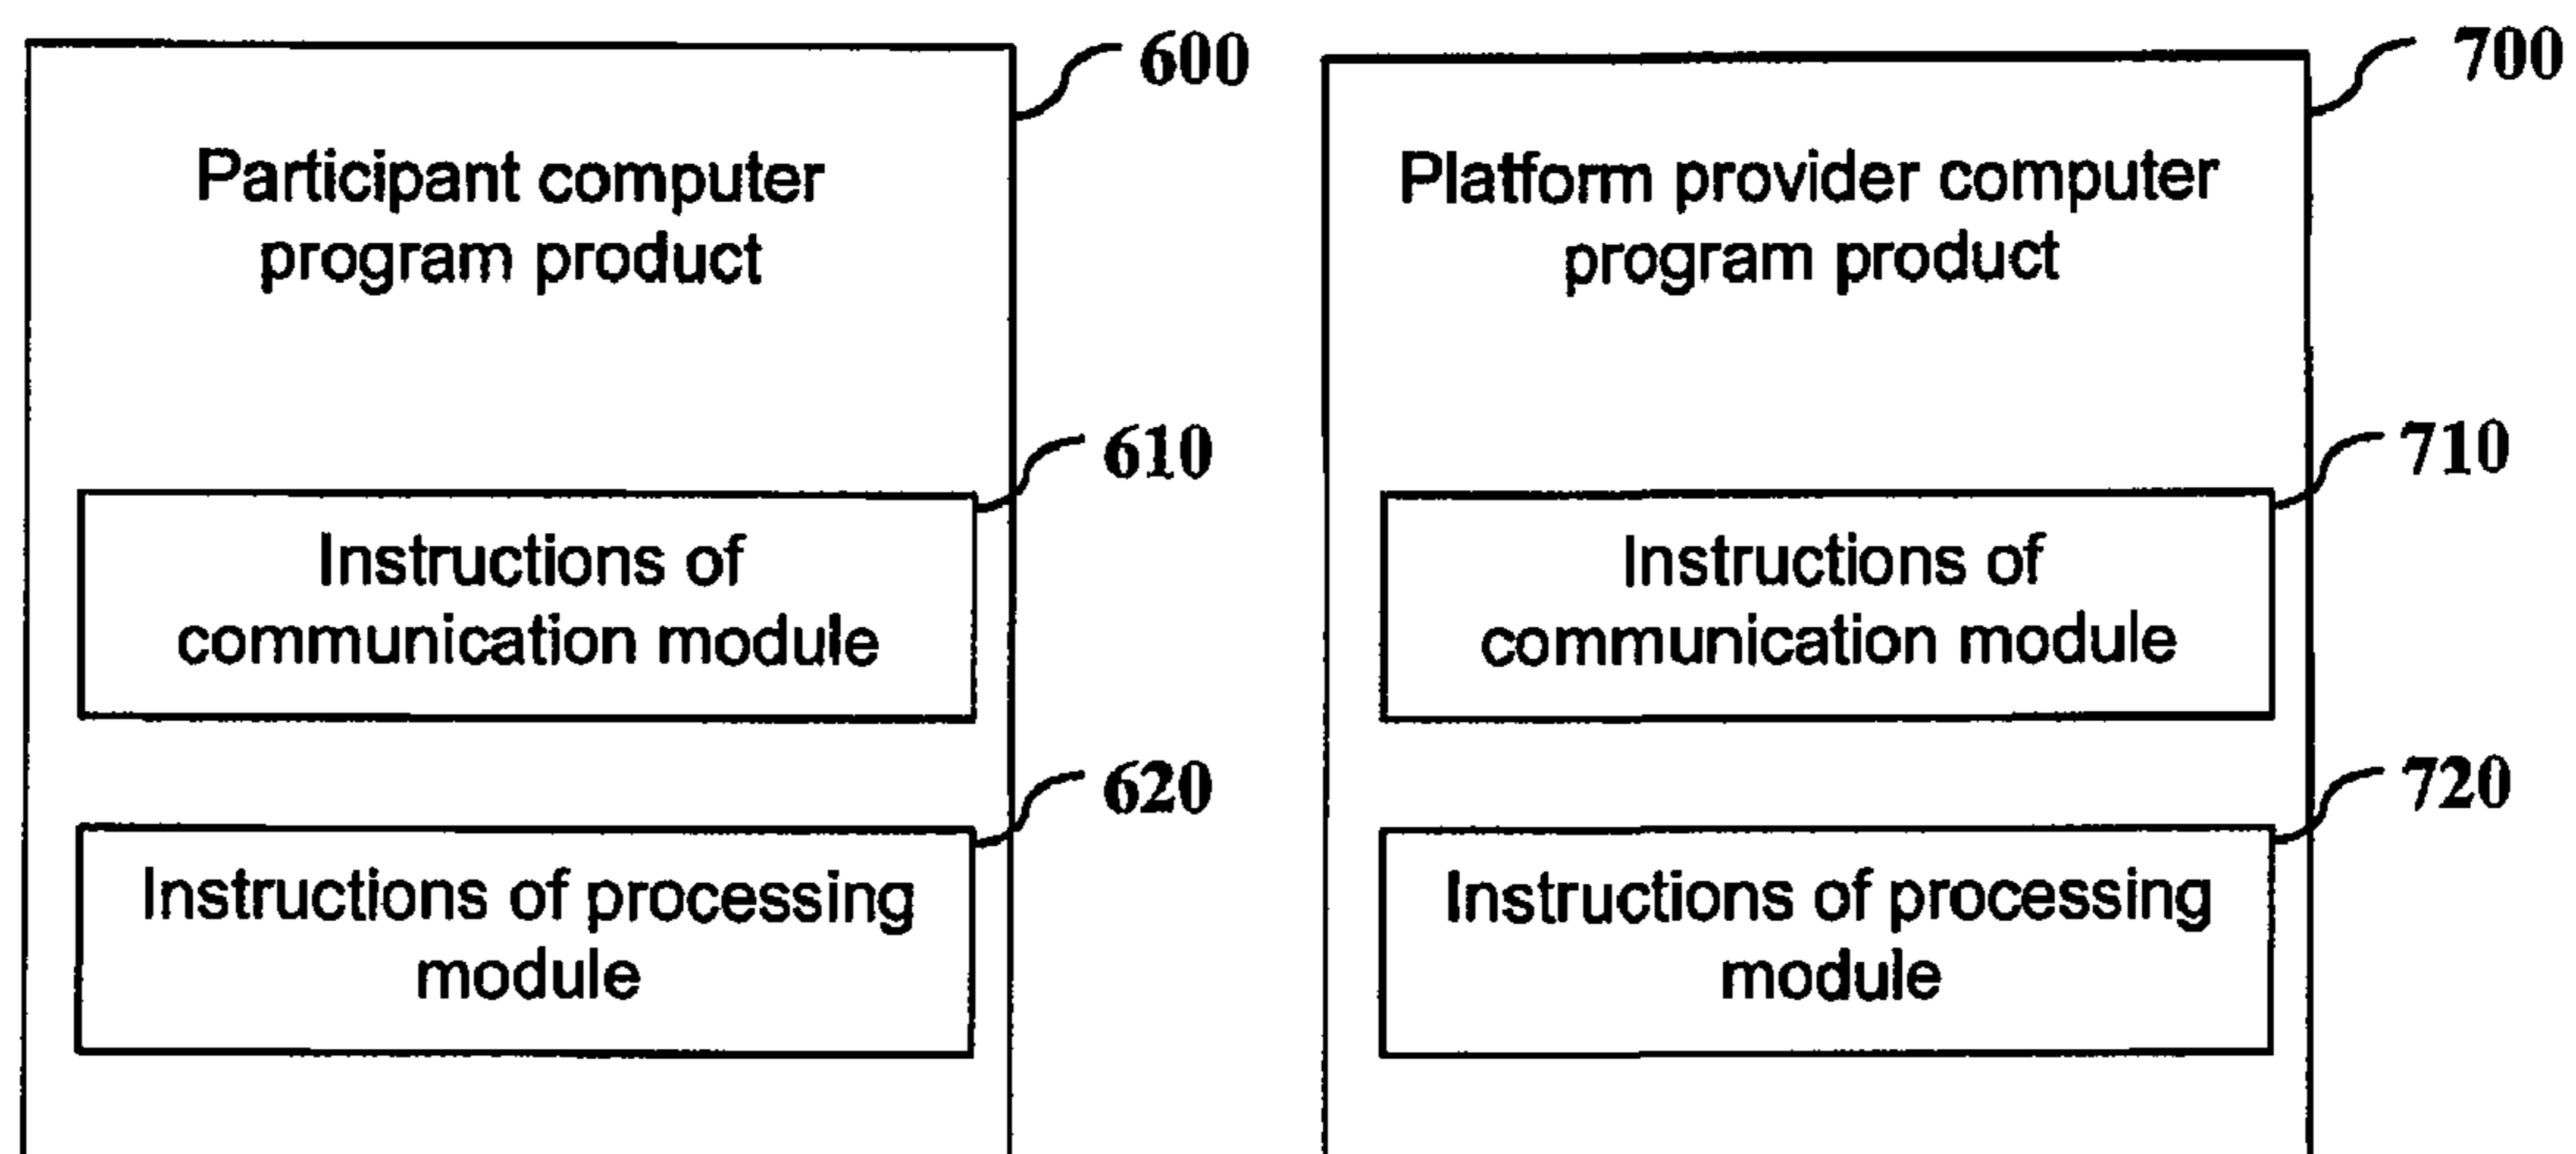 600
Participant computer
program product
610
Instructions of
communication module
620
Instructions of processing
module
700
Platform provider computer
program product
710
Instructions of
communication module
720
Instructions of processing
module